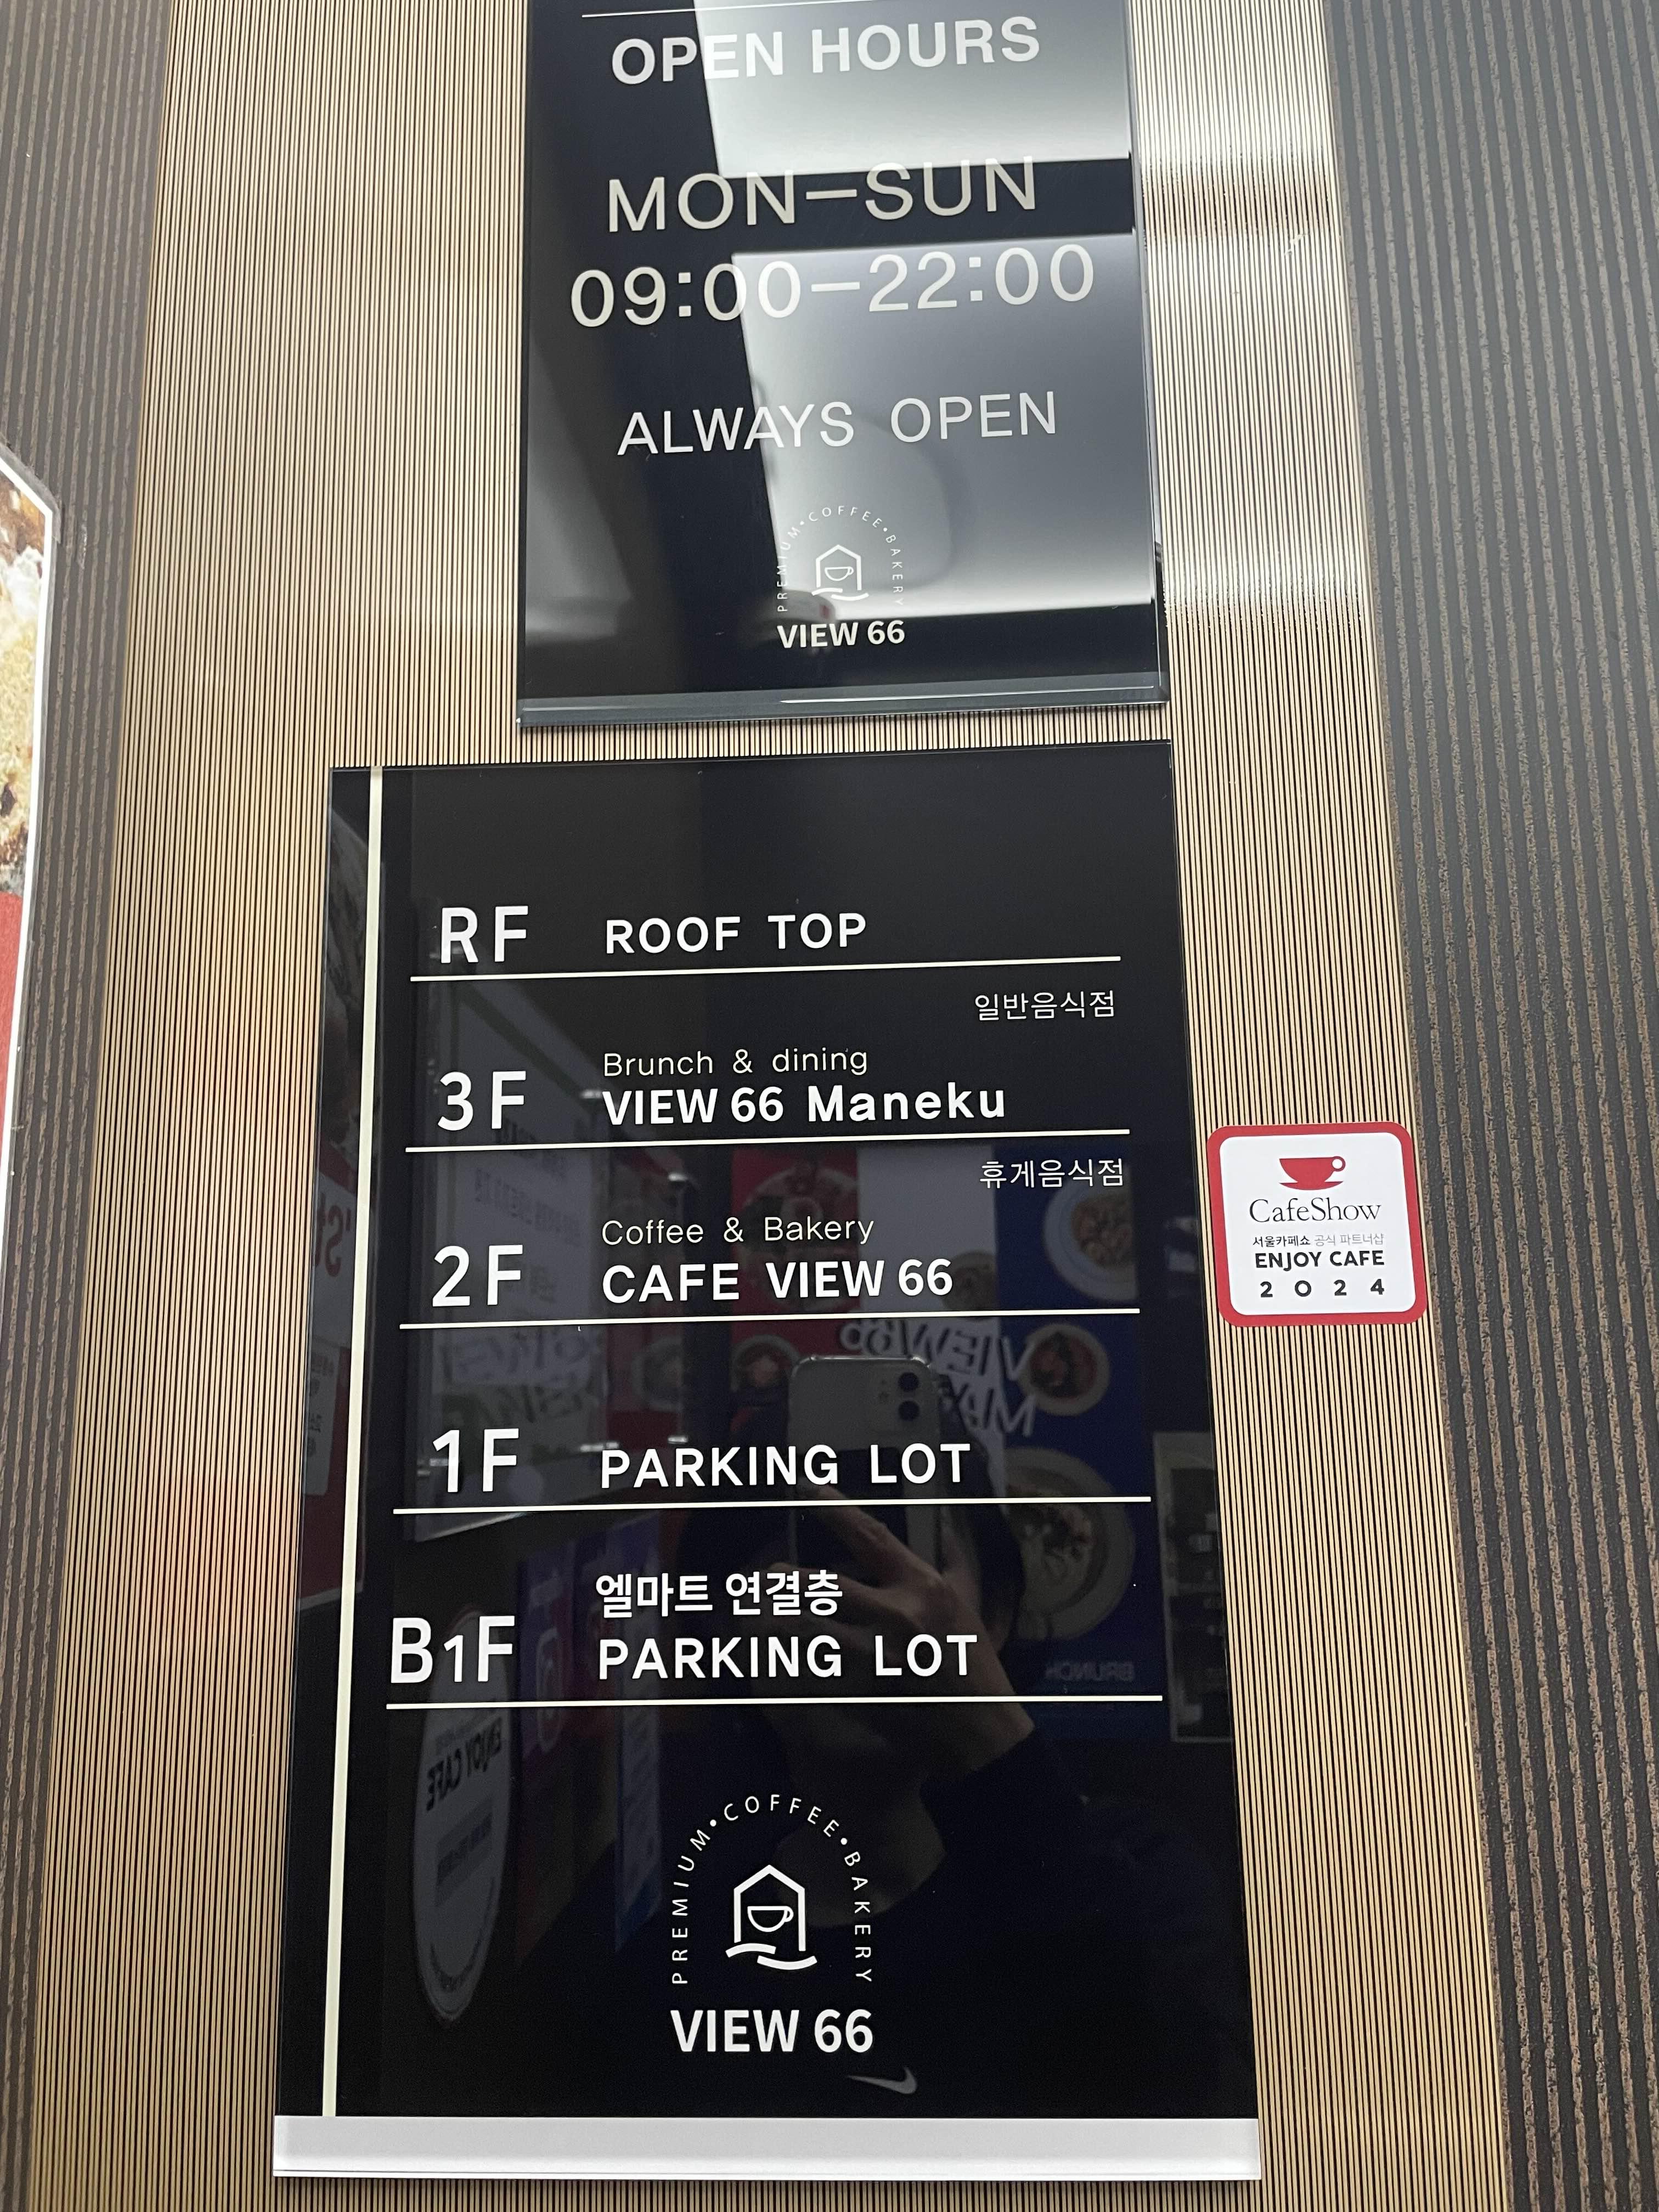 OPEN HOURS
MON–SUN
09:00–22:00
ALWAYS OPEN
PREMIUM•COFFEE•BAKERY
VIEW 66
RF ROOF TOP
일반음식점
Brunch & dining
3F VIEW 66 Maneku
휴게음식점
Coffee & Bakery
2F CAFE VIEW 66
1F PARKING LOT
엘마트 연결층
B1F PARKING LOT
PREMIUM•COFFEE•BAKERY
VIEW 66
CafeShow
서울카페쇼 공식 파트너샵
ENJOY CAFE
2024